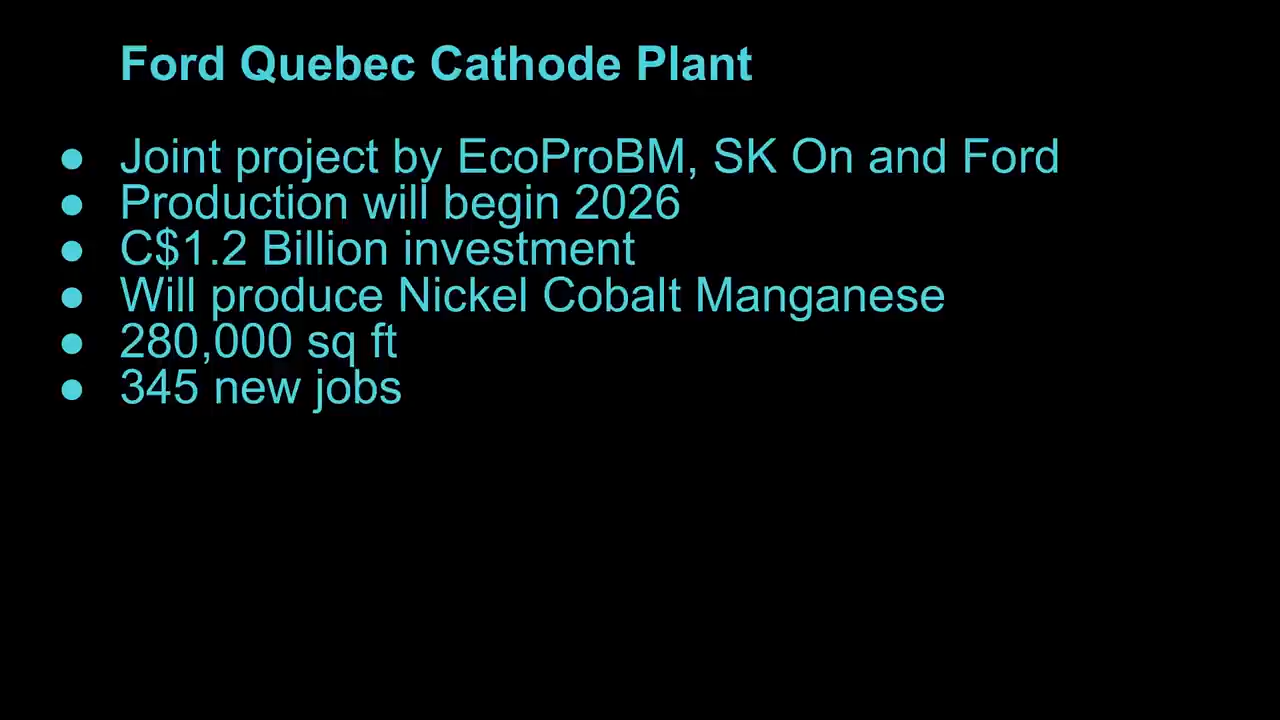 Ford Quebec Cathode Plant
● Joint project by EcoProBM, SK On and Ford
● Production will begin 2026
● C$1.2 Billion investment
● Will produce Nickel Cobalt Manganese
● 280,000 sq ft
● 345 new jobs